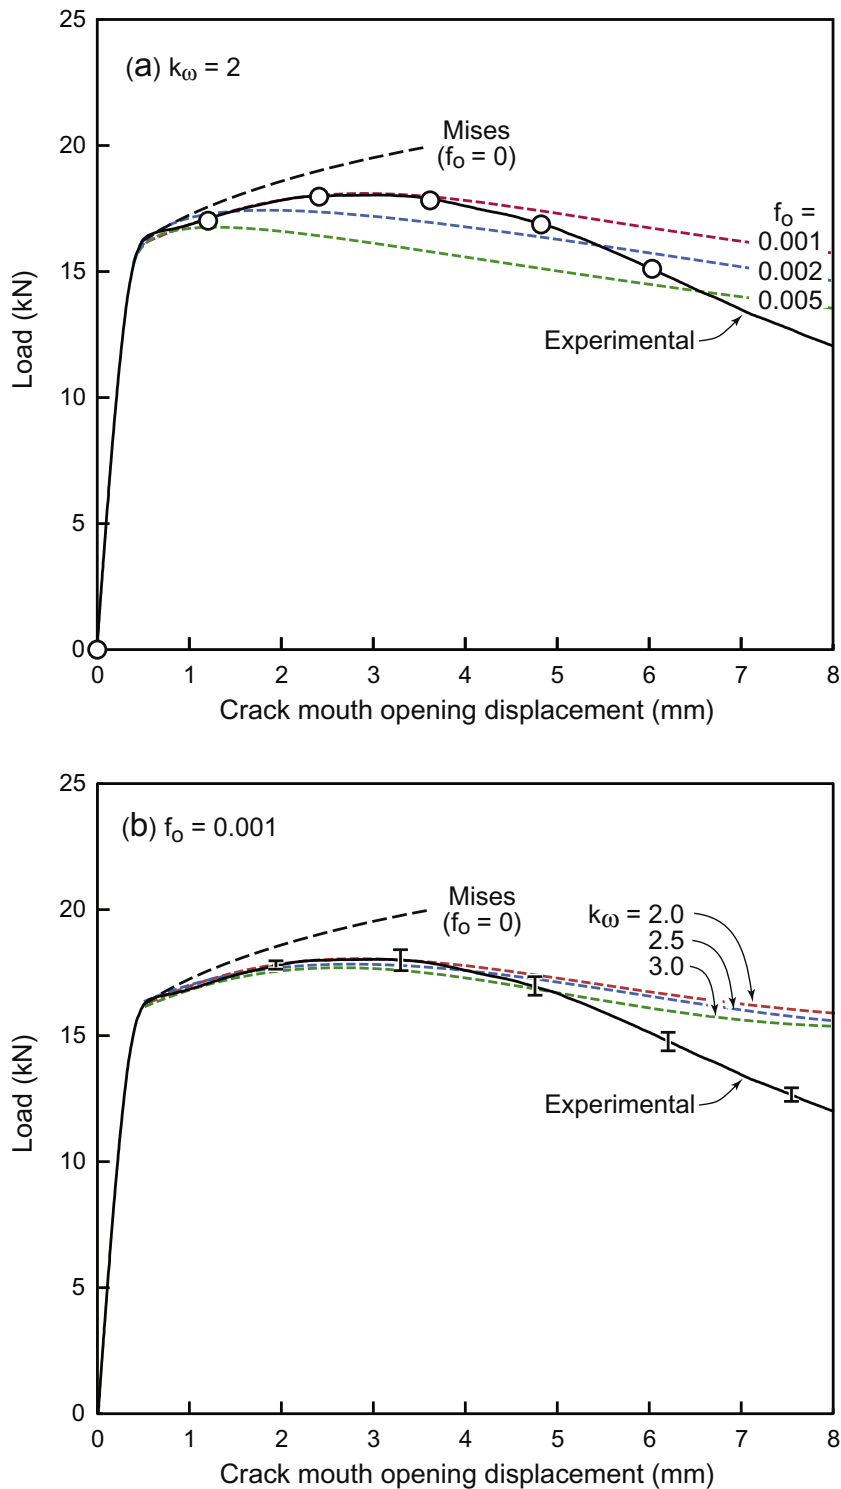 25
(a) kω = 2
Mises
(fo = 0)
20
fo =
0.001
0.002
0.005
15
Experimental
10
5
0
Load (kN)
0 1 2 3 4 5 6 7 8
Crack mouth opening displacement (mm)
25
(b) fo = 0.001
Mises
(fo = 0)
20
kω = 2.0
2.5
3.0
15
Experimental
10
5
0
Load (kN)
0 1 2 3 4 5 6 7 8
Crack mouth opening displacement (mm)